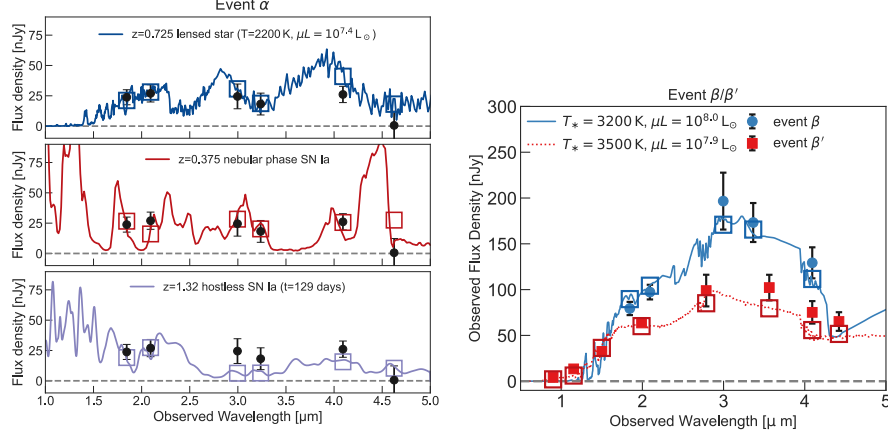 Event α
Flux density [nJy]
75
50
25
0
z=0.725 lensed star (T=2200 K, μL = 10^7.4 L⊙)
Flux density [nJy]
75
50
25
0
z=0.375 nebular phase SN Ia
Flux density [nJy]
75
50
25
0
z=1.32 hostless SN Ia (t=129 days)
1.0 1.5 2.0 2.5 3.0 3.5 4.0 4.5 5.0
Observed Wavelength [μm]
Event β/β′
Observed Flux Density [nJy]
300
250
200
150
100
50
0
T* = 3200 K, μL = 10^8.0 L⊙ event β
T* = 3500 K, μL = 10^7.9 L⊙ event β′
1 2 3 4 5
Observed Wavelength [μ m]